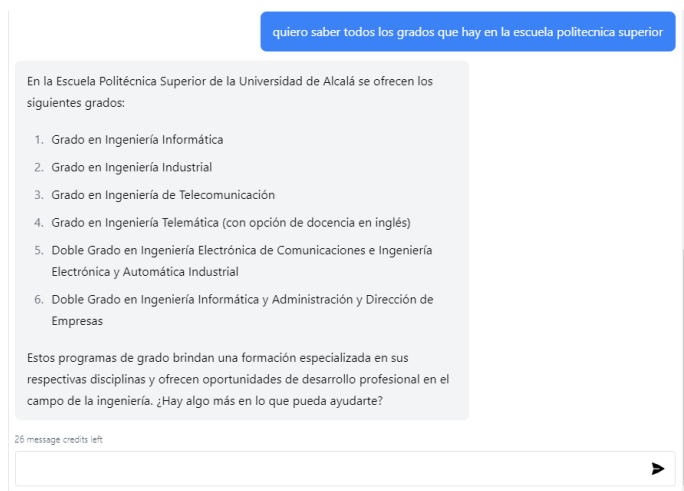 quiero saber todos los grados que hay en la escuela politecnica superior
En la Escuela Politécnica Superior de la Universidad de Alcalá se ofrecen los
siguientes grados:
1. Grado en Ingeniería Informática
2. Grado en Ingeniería Industrial
3. Grado en Ingeniería de Telecomunicación
4. Grado en Ingeniería Telemática (con opción de docencia en inglés)
5. Doble Grado en Ingeniería Electrónica de Comunicaciones e Ingeniería
Electrónica y Automática Industrial
6. Doble Grado en Ingeniería Informática y Administración y Dirección de
Empresas
Estos programas de grado brindan una formación especializada en sus
respectivas disciplinas y ofrecen oportunidades de desarrollo profesional en el
campo de la ingeniería. ¿Hay algo más en lo que pueda ayudarte?
26 message credits left